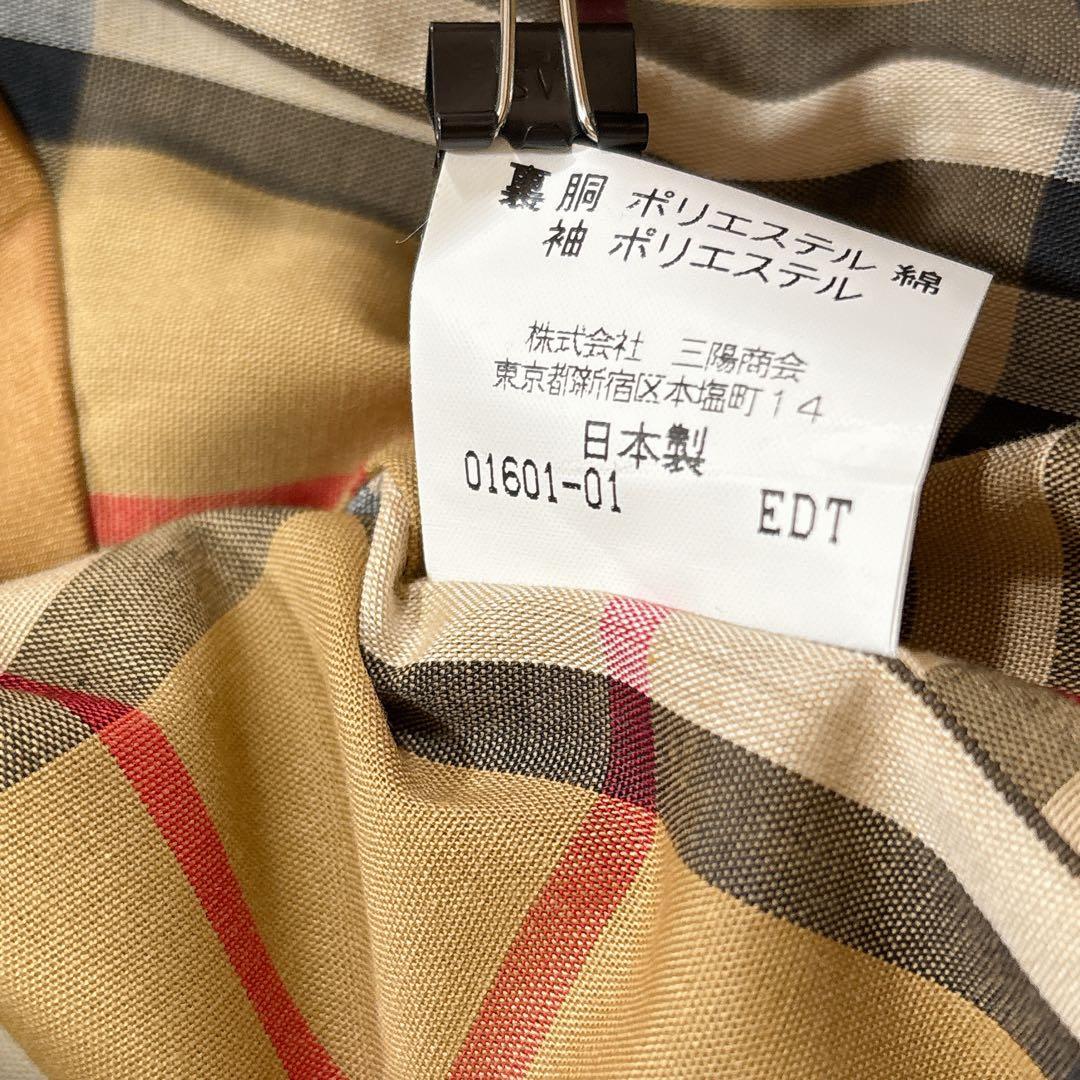 裏 胴 ポリエステル 綿
袖 ポリエステル
株式会社 三陽商会
東京都新宿区本塩町14
日本製
01601-01 EDT